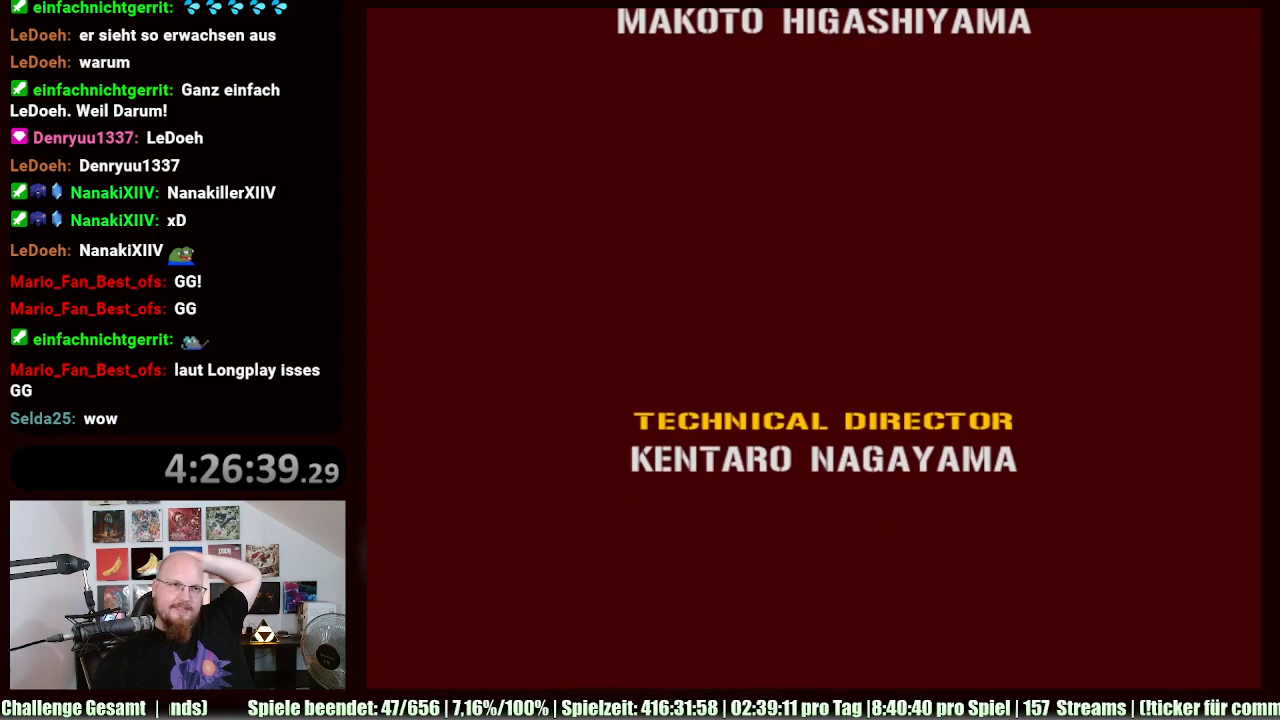 einfachnichtgerrit:
LeDoeh: er sieht so erwachsen aus
LeDoeh: warum
einfachnichtgerrit: Ganz einfach
LeDoeh. Weil Darum!
Denryuu1337: LeDoeh
LeDoeh: Denryuu1337
NanakiXIIV: NanakillerXIIV
NanakiXIIV: xD
LeDoeh: NanakiXIIV
Mario_Fan_Best_ofs: GG!
Mario_Fan_Best_ofs: GG
einfachnichtgerrit:
Mario_Fan_Best_ofs: laut Longplay isses
GG
Selda25: wow
4:26:39.29
MAKOTO HIGASHIYAMA
TECHNICAL DIRECTOR
KENTARO NAGAYAMA
Challenge Gesamt | nds) Spiele beendet: 47/656 | 7,16%/100% | Spielzeit: 416:31:58 | 02:39:11 pro Tag |8:40:40 pro Spiel | 157 Streams | (!ticker für comm